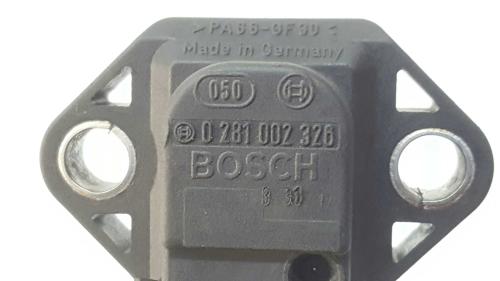 >PA66-GF30<
Made in Germany
050
0 281 002 326
BOSCH